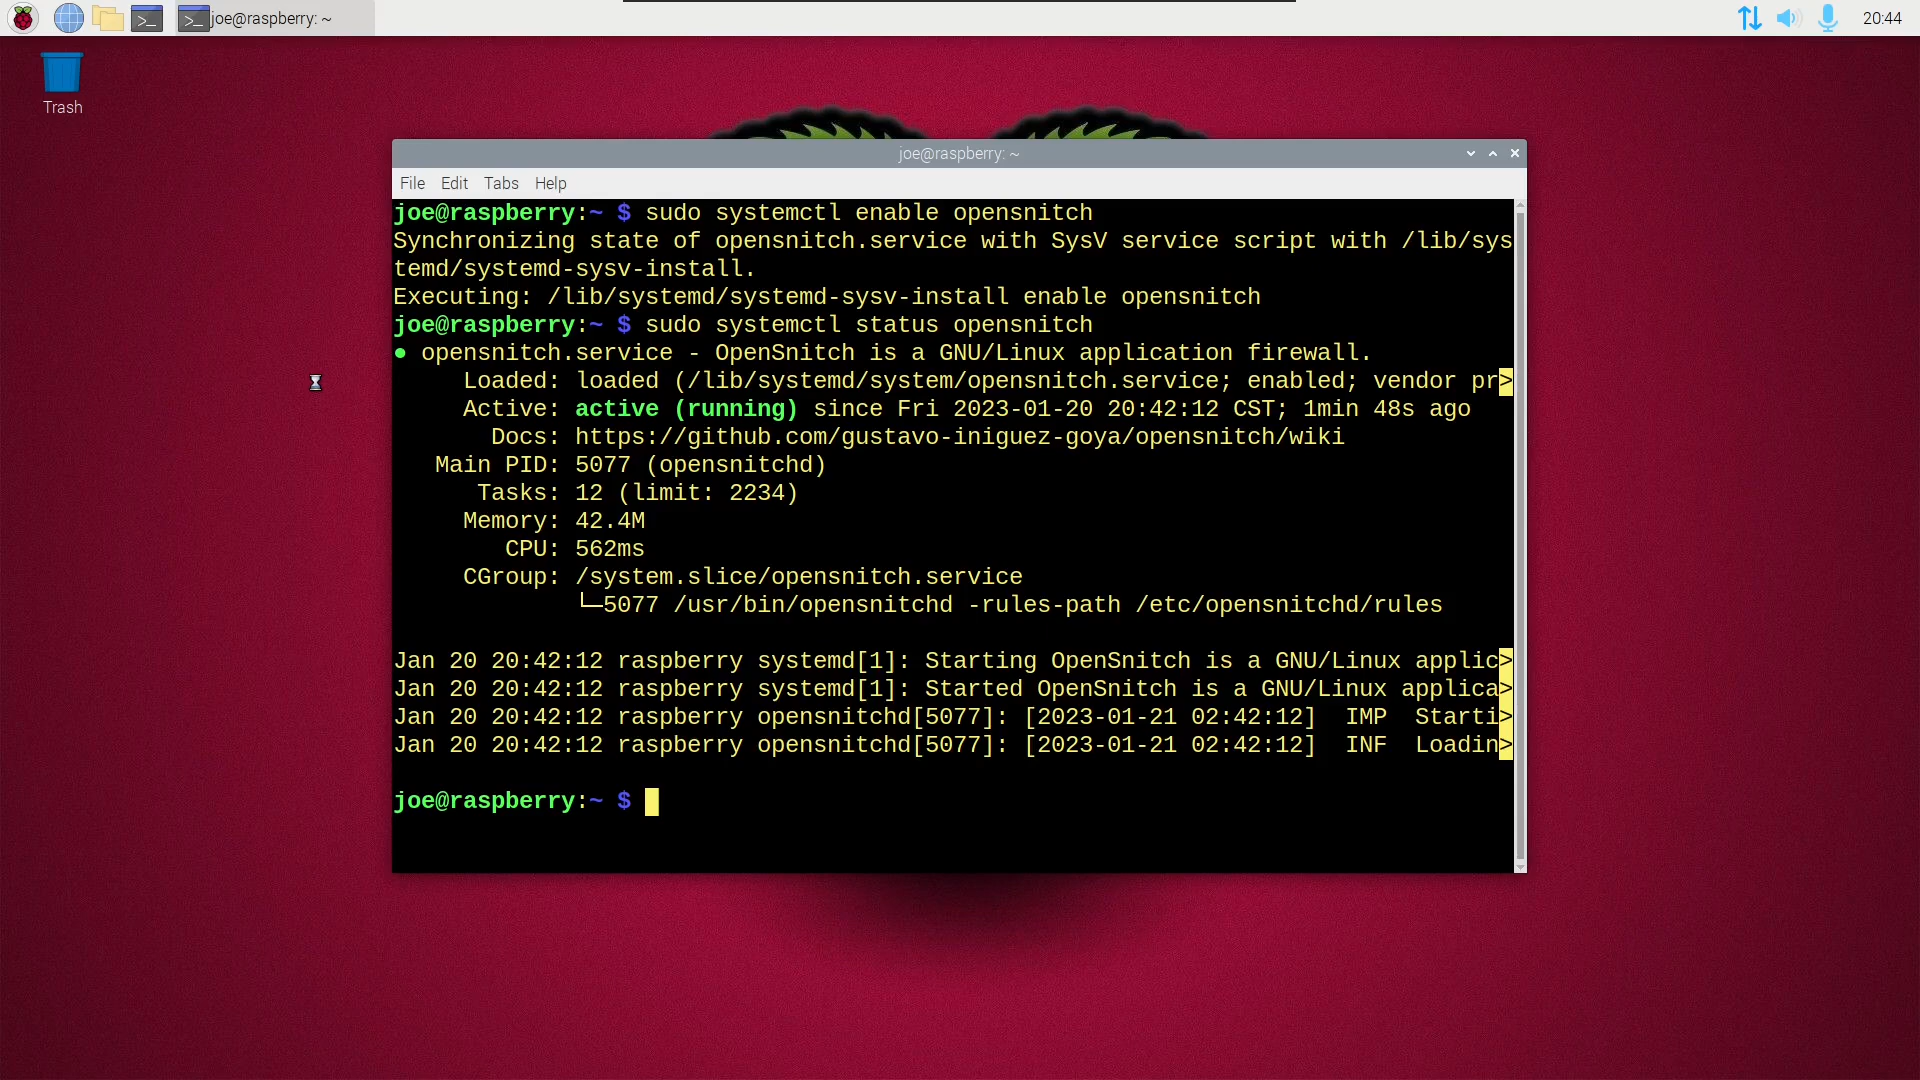 joe@raspberry: ~
20:44
Trash
joe@raspberry: ~
File Edit Tabs Help
joe@raspberry:~ $ sudo systemctl enable opensnitch
Synchronizing state of opensnitch.service with SysV service script with /lib/sys
temd/systemd-sysv-install.
Executing: /lib/systemd/systemd-sysv-install enable opensnitch
joe@raspberry:~ $ sudo systemctl status opensnitch
● opensnitch.service - OpenSnitch is a GNU/Linux application firewall.
     Loaded: loaded (/lib/systemd/system/opensnitch.service; enabled; vendor pr>
     Active: active (running) since Fri 2023-01-20 20:42:12 CST; 1min 48s ago
       Docs: https://github.com/gustavo-iniguez-goya/opensnitch/wiki
   Main PID: 5077 (opensnitchd)
      Tasks: 12 (limit: 2234)
     Memory: 42.4M
        CPU: 562ms
     CGroup: /system.slice/opensnitch.service
             └─5077 /usr/bin/opensnitchd -rules-path /etc/opensnitchd/rules
Jan 20 20:42:12 raspberry systemd[1]: Starting OpenSnitch is a GNU/Linux applic>
Jan 20 20:42:12 raspberry systemd[1]: Started OpenSnitch is a GNU/Linux applica>
Jan 20 20:42:12 raspberry opensnitchd[5077]: [2023-01-21 02:42:12]  IMP  Starti>
Jan 20 20:42:12 raspberry opensnitchd[5077]: [2023-01-21 02:42:12]  INF  Loadin>
joe@raspberry:~ $